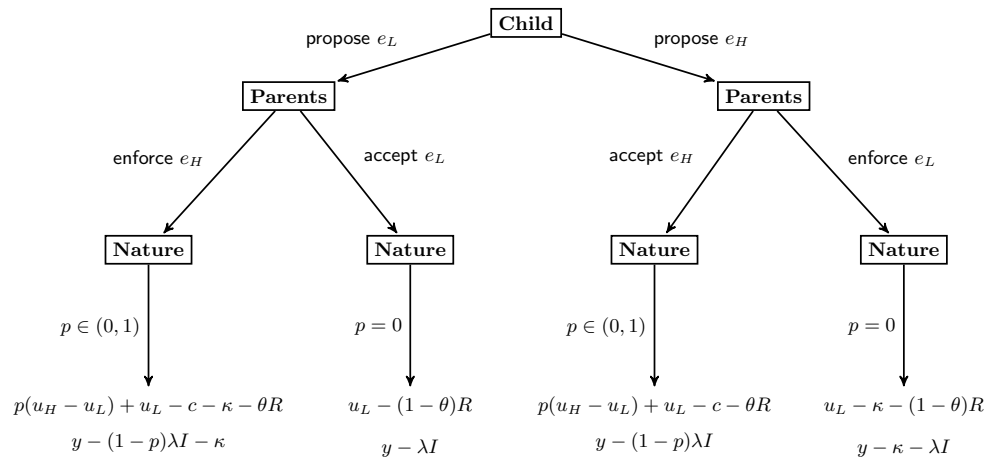 Child
propose e_L propose e_H
Parents Parents
enforce e_H accept e_L accept e_H enforce e_L
Nature Nature Nature Nature
p ∈ (0, 1) p = 0 p ∈ (0, 1) p = 0
p(u_H − u_L) + u_L − c − κ − θR u_L − (1 − θ)R p(u_H − u_L) + u_L − c − θR u_L − κ − (1 − θ)R
y − (1 − p)λI − κ y − λI y − (1 − p)λI y − κ − λI